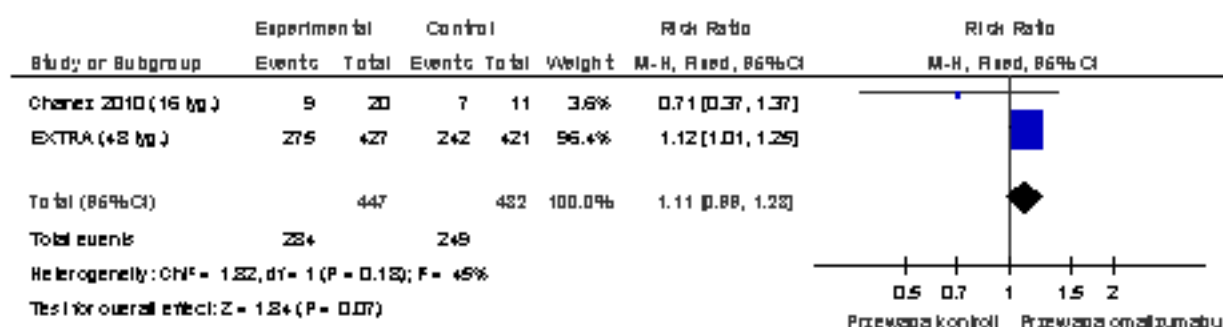 Experimental Control Risk Ratio Risk Ratio
Study or Subgroup Events Total Events Total Weight M-H, Fixed, 95% CI M-H, Fixed, 95% CI
Chanez 2010 (16 tyg.) 9 20 7 11 3.6% 0.71 [0.37, 1.37]
EXTRA (48 tyg.) 275 427 242 421 96.4% 1.12 [1.01, 1.25]
Total (95% CI) 447 432 100.0% 1.11 [0.99, 1.23]
Total events 284 249
Heterogeneity: Chi² = 1.82, df = 1 (P = 0.18); I² = 45%
Test for overall effect: Z = 1.84 (P = 0.07)
0.5 0.7 1 1.5 2
Przewaga kontroli Przewaga omalizumabu